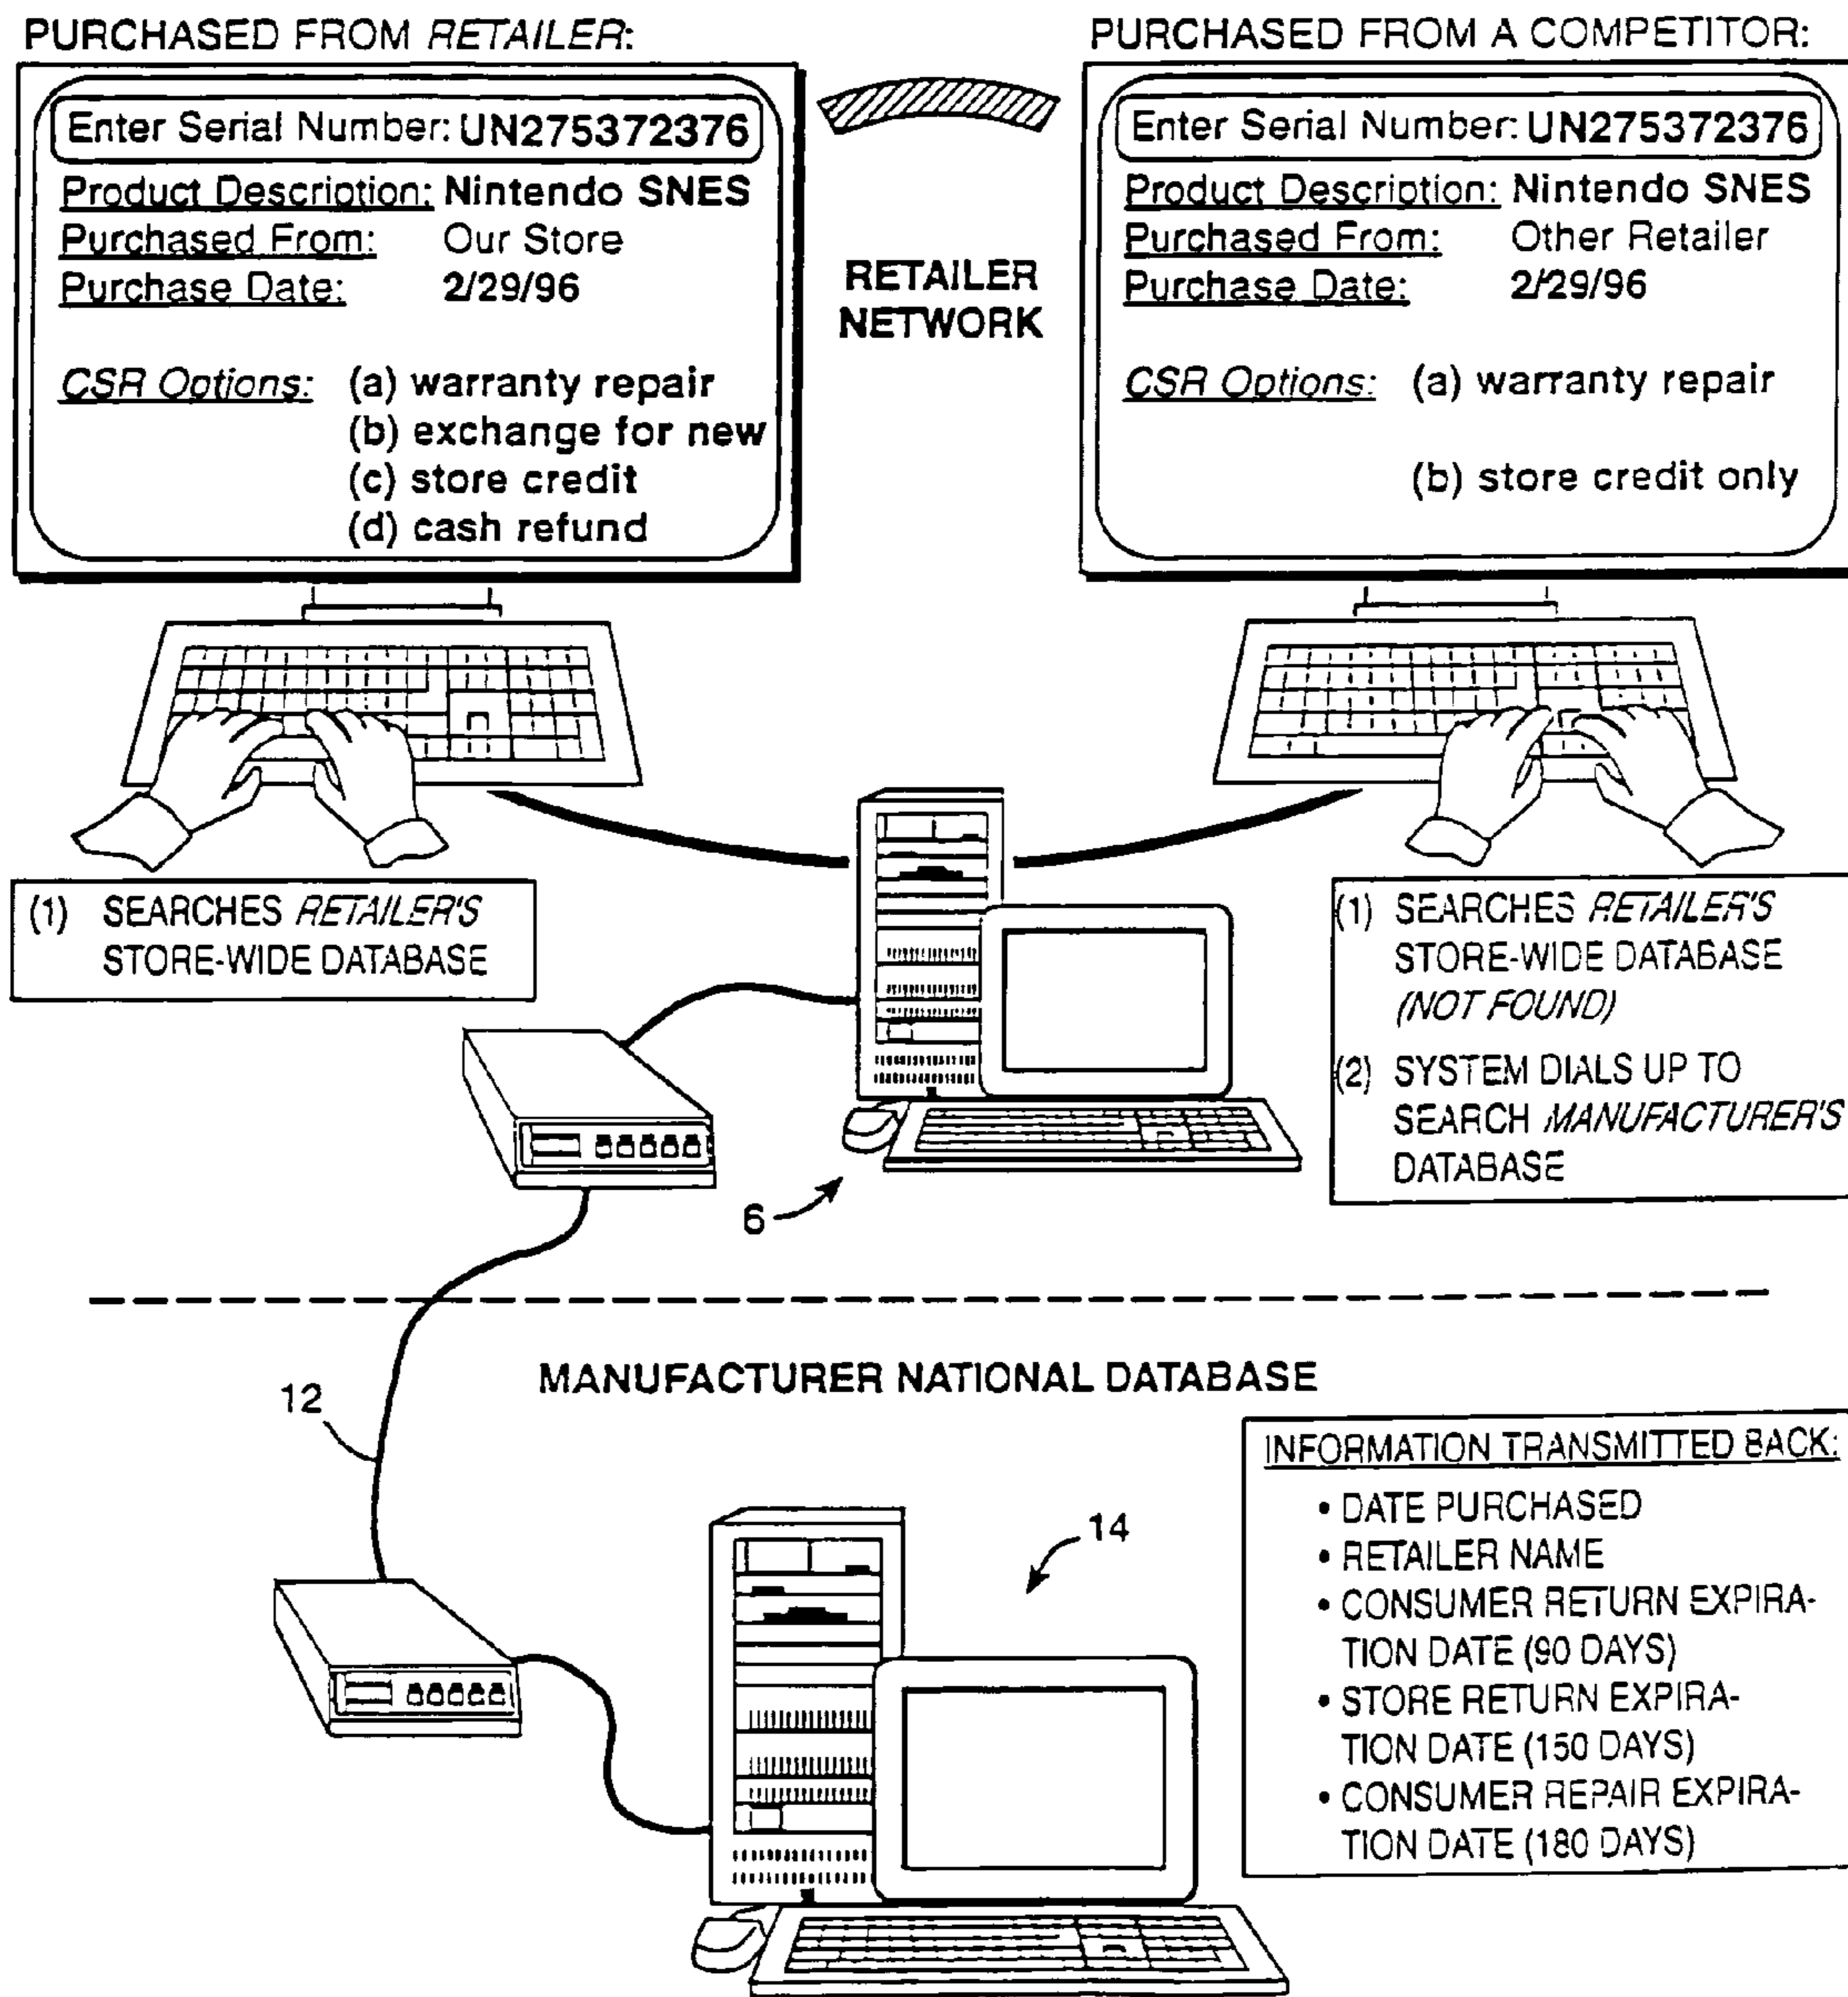 PURCHASED FROM RETAILER:
Enter Serial Number: UN275372376
Product Description: Nintendo SNES
Purchased From: Our Store
Purchase Date: 2/29/96
CSR Options: (a) warranty repair
(b) exchange for new
(c) store credit
(d) cash refund
RETAILER
NETWORK
PURCHASED FROM A COMPETITOR:
Enter Serial Number: UN275372376
Product Description: Nintendo SNES
Purchased From: Other Retailer
Purchase Date: 2/29/96
CSR Options: (a) warranty repair
(b) store credit only
(1) SEARCHES RETAILER'S
STORE-WIDE DATABASE
(1) SEARCHES RETAILER'S
STORE-WIDE DATABASE
(NOT FOUND)
(2) SYSTEM DIALS UP TO
SEARCH MANUFACTURER'S
DATABASE
6
MANUFACTURER NATIONAL DATABASE
12
14
INFORMATION TRANSMITTED BACK:
• DATE PURCHASED
• RETAILER NAME
• CONSUMER RETURN EXPIRA-
TION DATE (90 DAYS)
• STORE RETURN EXPIRA-
TION DATE (150 DAYS)
• CONSUMER REPAIR EXPIRA-
TION DATE (180 DAYS)